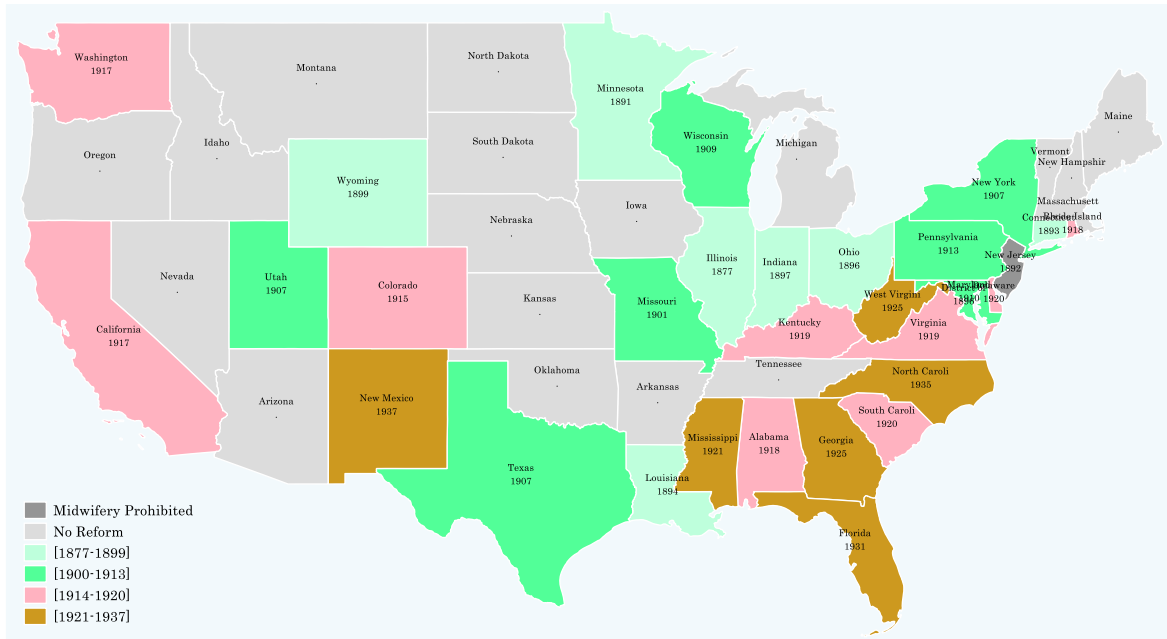 Washington
1917
Montana
.
North Dakota
.
Minnesota
1891
Maine
.
Oregon
.
Idaho
.
South Dakota
.
Wisconsin
1909
Michigan
.
Vermont
New Hampshir
.
Wyoming
1899
New York
1907
Iowa
.
Massachusett
Nebraska
.
Connecticut
1893
Rhode Island
1918
Pennsylvania
1913
New Jersey
1892
Nevada
.
Utah
1907
Colorado
1915
Kansas
.
Missouri
1901
Illinois
1877
Indiana
1897
Ohio
1896
West Virgini
1925
District of
1896
Maryland
1910
Delaware
1920
California
1917
Kentucky
1919
Virginia
1919
Arizona
.
New Mexico
1937
Oklahoma
.
Arkansas
.
Tennessee
.
North Caroli
1935
South Caroli
1920
Texas
1907
Louisiana
1894
Mississippi
1921
Alabama
1918
Georgia
1925
Florida
1931
Midwifery Prohibited
No Reform
[1877-1899]
[1900-1913]
[1914-1920]
[1921-1937]